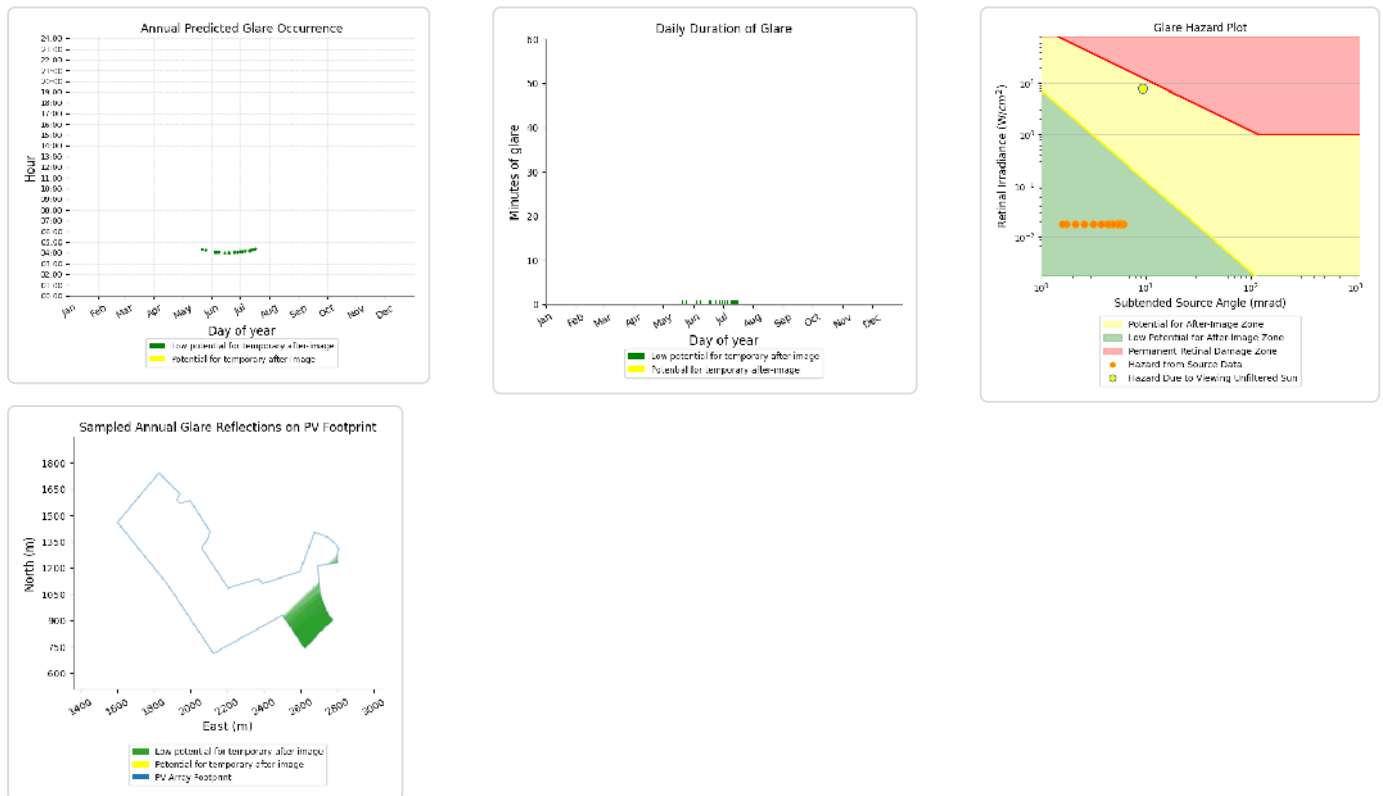 Annual Predicted Glare Occurrence
Hour
24:00
23:00
22:00
21:00
20:00
19:00
18:00
17:00
16:00
15:00
14:00
13:00
12:00
11:00
10:00
09:00
08:00
07:00
06:00
05:00
04:00
03:00
02:00
01:00
00:00
Jan Feb Mar Apr May Jun Jul Aug Sep Oct Nov Dec
Day of year
Low potential for temporary after-image
Potential for temporary after-image
Daily Duration of Glare
Minutes of glare
60
50
40
30
20
10
0
Jan Feb Mar Apr May Jun Jul Aug Sep Oct Nov Dec
Day of year
Low potential for temporary after-image
Potential for temporary after-image
Glare Hazard Plot
Retinal Irradiance (W/cm²)
10¹
10⁰
10⁻¹
10⁻²
10⁰ 10¹ 10² 10³
Subtended Source Angle (mrad)
Potential for After-Image Zone
Low Potential for After-Image Zone
Permanent Retinal Damage Zone
Hazard from Source Data
Hazard Due to Viewing Unfiltered Sun
Sampled Annual Glare Reflections on PV Footprint
North (m)
1800
1650
1500
1350
1200
1050
900
750
600
1400 1600 1800 2000 2200 2400 2600 2800 3000
East (m)
Low potential for temporary after-image
Potential for temporary after-image
PV Array Footprint